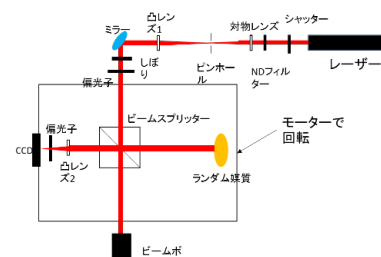 ミラー
凸レン
ズ1
対物レンズ
シャッター
しぼ
り
ピンホ
ール
NDフィル
ター
レーザー
偏光子
偏光子
ビームスプリッター
モーターで
回転
CCD
凸レン
ズ2
ランダム媒質
ビームポ